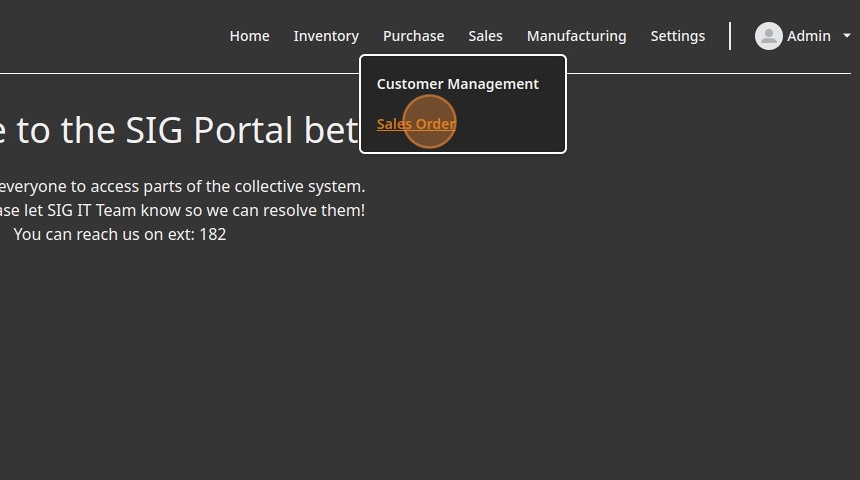 Home Inventory Purchase Sales Manufacturing Settings Admin
Customer Management
Sales Order
e to the SIG Portal bet
everyone to access parts of the collective system.
ase let SIG IT Team know so we can resolve them!
You can reach us on ext: 182